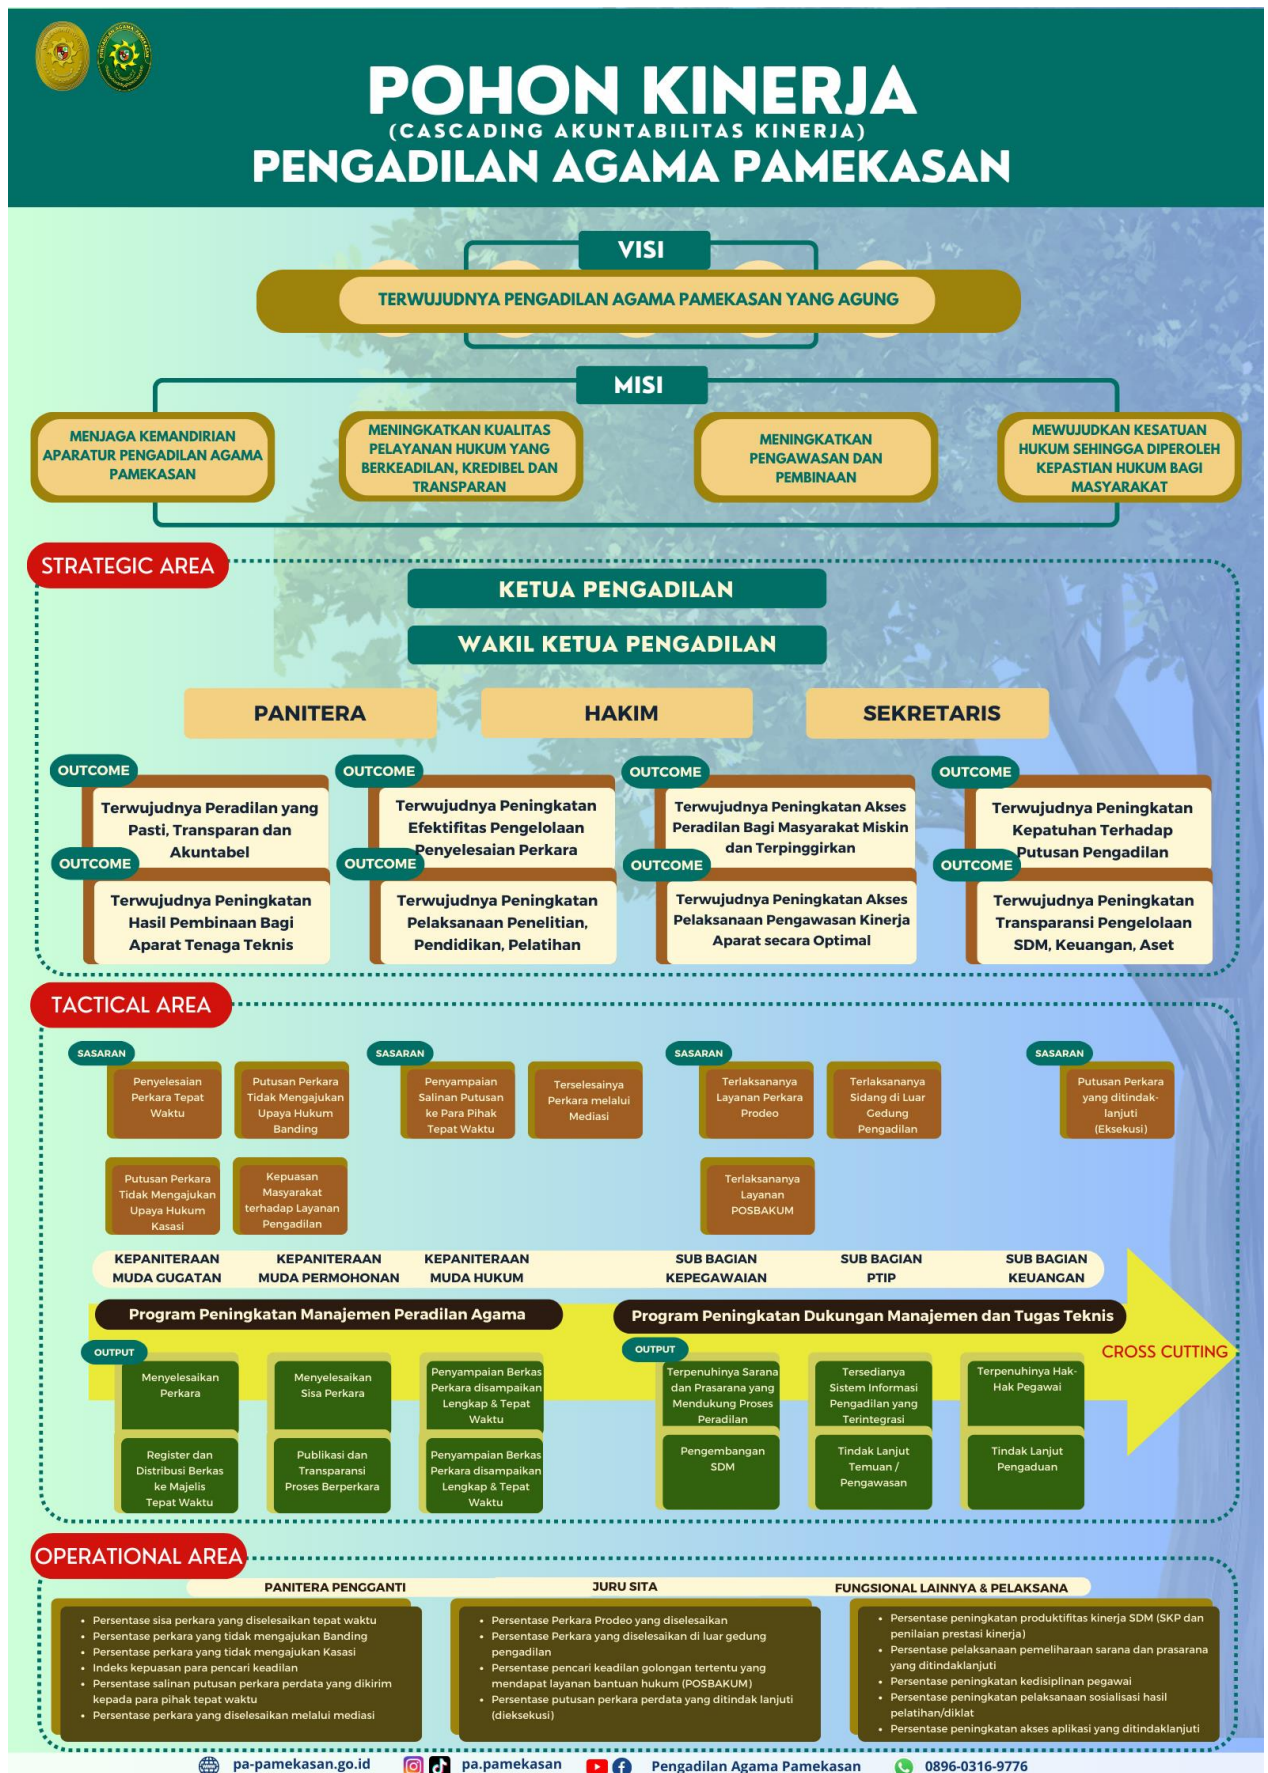 POHON KINERJA
(CASCADING AKUNTABILITAS KINERJA)
PENGADILAN AGAMA PAMEKASAN
VISI
TERWUJUDNYA PENGADILAN AGAMA PAMEKASAN YANG AGUNG
MISI
MENJAGA KEMANDIRIAN
APARATUR PENGADILAN AGAMA
PAMEKASAN
MENINGKATKAN KUALITAS
PELAYANAN HUKUM YANG
BERKEADILAN, KREDIBEL DAN
TRANSPARAN
MENINGKATKAN
PENGAWASAN DAN
PEMBINAAN
MEWUJUDKAN KESATUAN
HUKUM SEHINGGA DIPEROLEH
KEPASTIAN HUKUM BAGI
MASYARAKAT
STRATEGIC AREA
KETUA PENGADILAN
WAKIL KETUA PENGADILAN
PANITERA
HAKIM
SEKRETARIS
OUTCOME
Terwujudnya Peradilan yang
Pasti, Transparan dan
Akuntabel
OUTCOME
Terwujudnya Peningkatan
Efektifitas Pengelolaan
Penyelesaian Perkara
OUTCOME
Terwujudnya Peningkatan Akses
Peradilan Bagi Masyarakat Miskin
dan Terpinggirkan
OUTCOME
Terwujudnya Peningkatan
Kepatuhan Terhadap
Putusan Pengadilan
OUTCOME
Terwujudnya Peningkatan
Hasil Pembinaan Bagi
Aparat Tenaga Teknis
OUTCOME
Terwujudnya Peningkatan
Pelaksanaan Penelitian,
Pendidikan, Pelatihan
OUTCOME
Terwujudnya Peningkatan Akses
Pelaksanaan Pengawasan Kinerja
Aparat secara Optimal
OUTCOME
Terwujudnya Peningkatan
Transparansi Pengelolaan
SDM, Keuangan, Aset
TACTICAL AREA
SASARAN
Penyelesaian
Perkara Tepat
Waktu
Putusan Perkara
Tidak Mengajukan
Upaya Hukum
Banding
SASARAN
Penyampaian
Salinan Putusan
ke Para Pihak
Tepat Waktu
Terselesainya
Perkara melalui
Mediasi
SASARAN
Terlaksananya
Layanan Perkara
Prodeo
Terlaksananya
Sidang di Luar
Gedung
Pengadilan
SASARAN
Putusan Perkara
yang ditindak-
lanjuti
(Eksekusi)
Putusan Perkara
Tidak Mengajukan
Upaya Hukum
Kasasi
Kepuasan
Masyarakat
terhadap Layanan
Pengadilan
Terlaksananya
Layanan
POSBAKUM
KEPANITERAAN
MUDA GUGATAN
KEPANITERAAN
MUDA PERMOHONAN
KEPANITERAAN
MUDA HUKUM
SUB BAGIAN
KEPEGAWAIAN
SUB BAGIAN
PTIP
SUB BAGIAN
KEUANGAN
Program Peningkatan Manajemen Peradilan Agama
Program Peningkatan Dukungan Manajemen dan Tugas Teknis
CROSS CUTTING
OUTPUT
Menyelesaikan
Perkara
Menyelesaikan
Sisa Perkara
Penyampaian Berkas
Perkara disampaikan
Lengkap & Tepat
Waktu
OUTPUT
Terpenuhinya Sarana
dan Prasarana yang
Mendukung Proses
Peradilan
Tersedianya
Sistem Informasi
Pengadilan yang
Terintegrasi
Terpenuhinya Hak-
Hak Pegawai
Register dan
Distribusi Berkas
ke Majelis
Tepat Waktu
Publikasi dan
Transparansi
Proses Berperkara
Penyampaian Berkas
Perkara disampaikan
Lengkap & Tepat
Waktu
Pengembangan
SDM
Tindak Lanjut
Temuan /
Pengawasan
Tindak Lanjut
Pengaduan
OPERATIONAL AREA
PANITERA PENGGANTI
JURU SITA
FUNGSIONAL LAINNYA & PELAKSANA
• Persentase sisa perkara yang diselesaikan tepat waktu
• Persentase perkara yang tidak mengajukan Banding
• Persentase perkara yang tidak mengajukan Kasasi
• Indeks kepuasan para pencari keadilan
• Persentase salinan putusan perkara perdata yang dikirim
kepada para pihak tepat waktu
• Persentase perkara yang diselesaikan melalui mediasi
• Persentase Perkara Prodeo yang diselesaikan
• Persentase Perkara yang diselesaikan di luar gedung
pengadilan
• Persentase pencari keadilan golongan tertentu yang
mendapat layanan bantuan hukum (POSBAKUM)
• Persentase putusan perkara perdata yang ditindak lanjuti
(dieksekusi)
• Persentase peningkatan produktifitas kinerja SDM (SKP dan
penilaian prestasi kinerja)
• Persentase pelaksanaan pemeliharaan sarana dan prasarana
yang ditindaklanjuti
• Persentase peningkatan kedisiplinan pegawai
• Persentase peningkatan pelaksanaan sosialisasi hasil
pelatihan/diklat
• Persentase peningkatan akses aplikasi yang ditindaklanjuti
pa-pamekasan.go.id
pa.pamekasan
Pengadilan Agama Pamekasan
0896-0316-9776